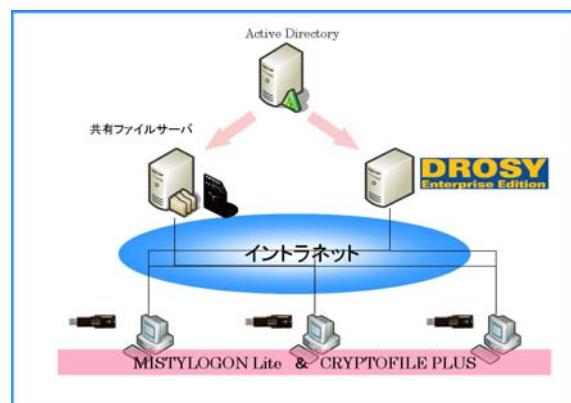 Active Directory
共有ファイルサーバ
DROSY
Enterprise Edition
イントラネット
MISTYLOGON Lite & CRYPTOFILE PLUS